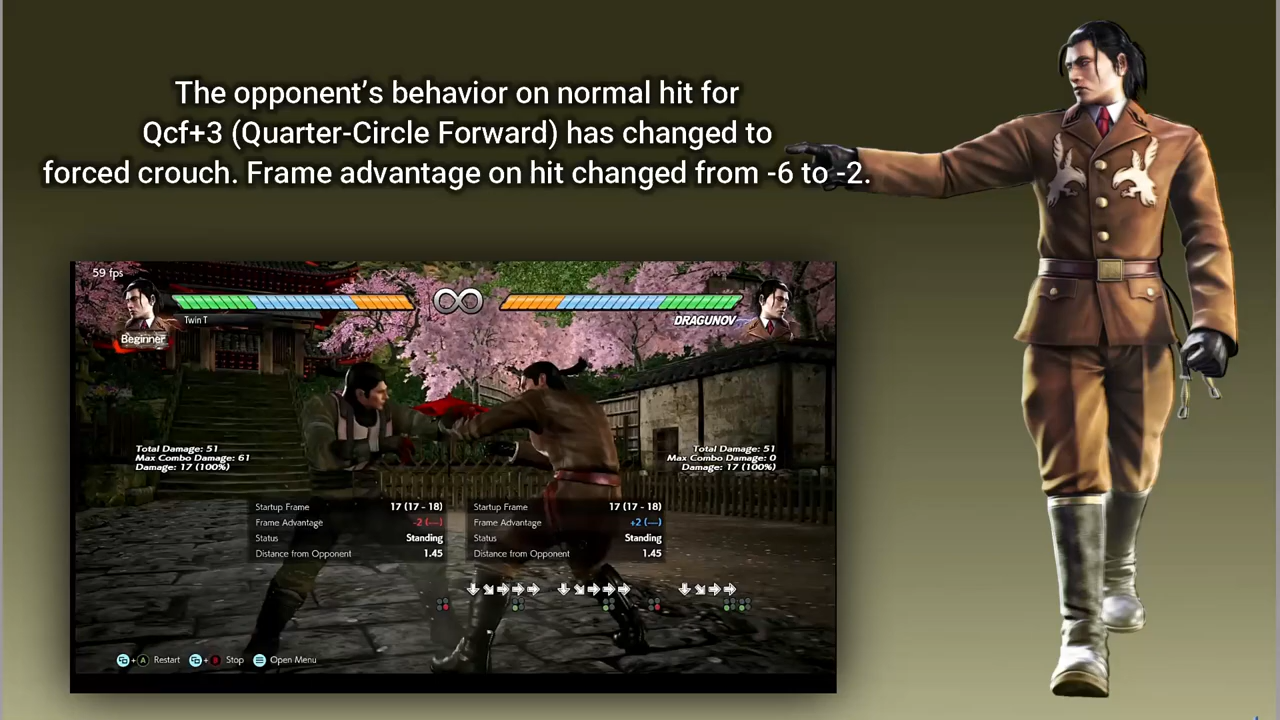 The opponent’s behavior on normal hit for
Qcf+3 (Quarter-Circle Forward) has changed to
forced crouch. Frame advantage on hit changed from -6 to -2.
59 fps
Twin T
DRAGUNOV
Beginner
Total Damage: 51
Max Combo Damage: 61
Damage: 17 (100%)
Total Damage: 51
Max Combo Damage: 0
Damage: 17 (100%)
Startup Frame 17 (17 - 18)
Frame Advantage -2 (---)
Status Standing
Distance from Opponent 1.45
Startup Frame 17 (17 - 18)
Frame Advantage +2 (---)
Status Standing
Distance from Opponent 1.45
+A Restart +B Stop Open Menu